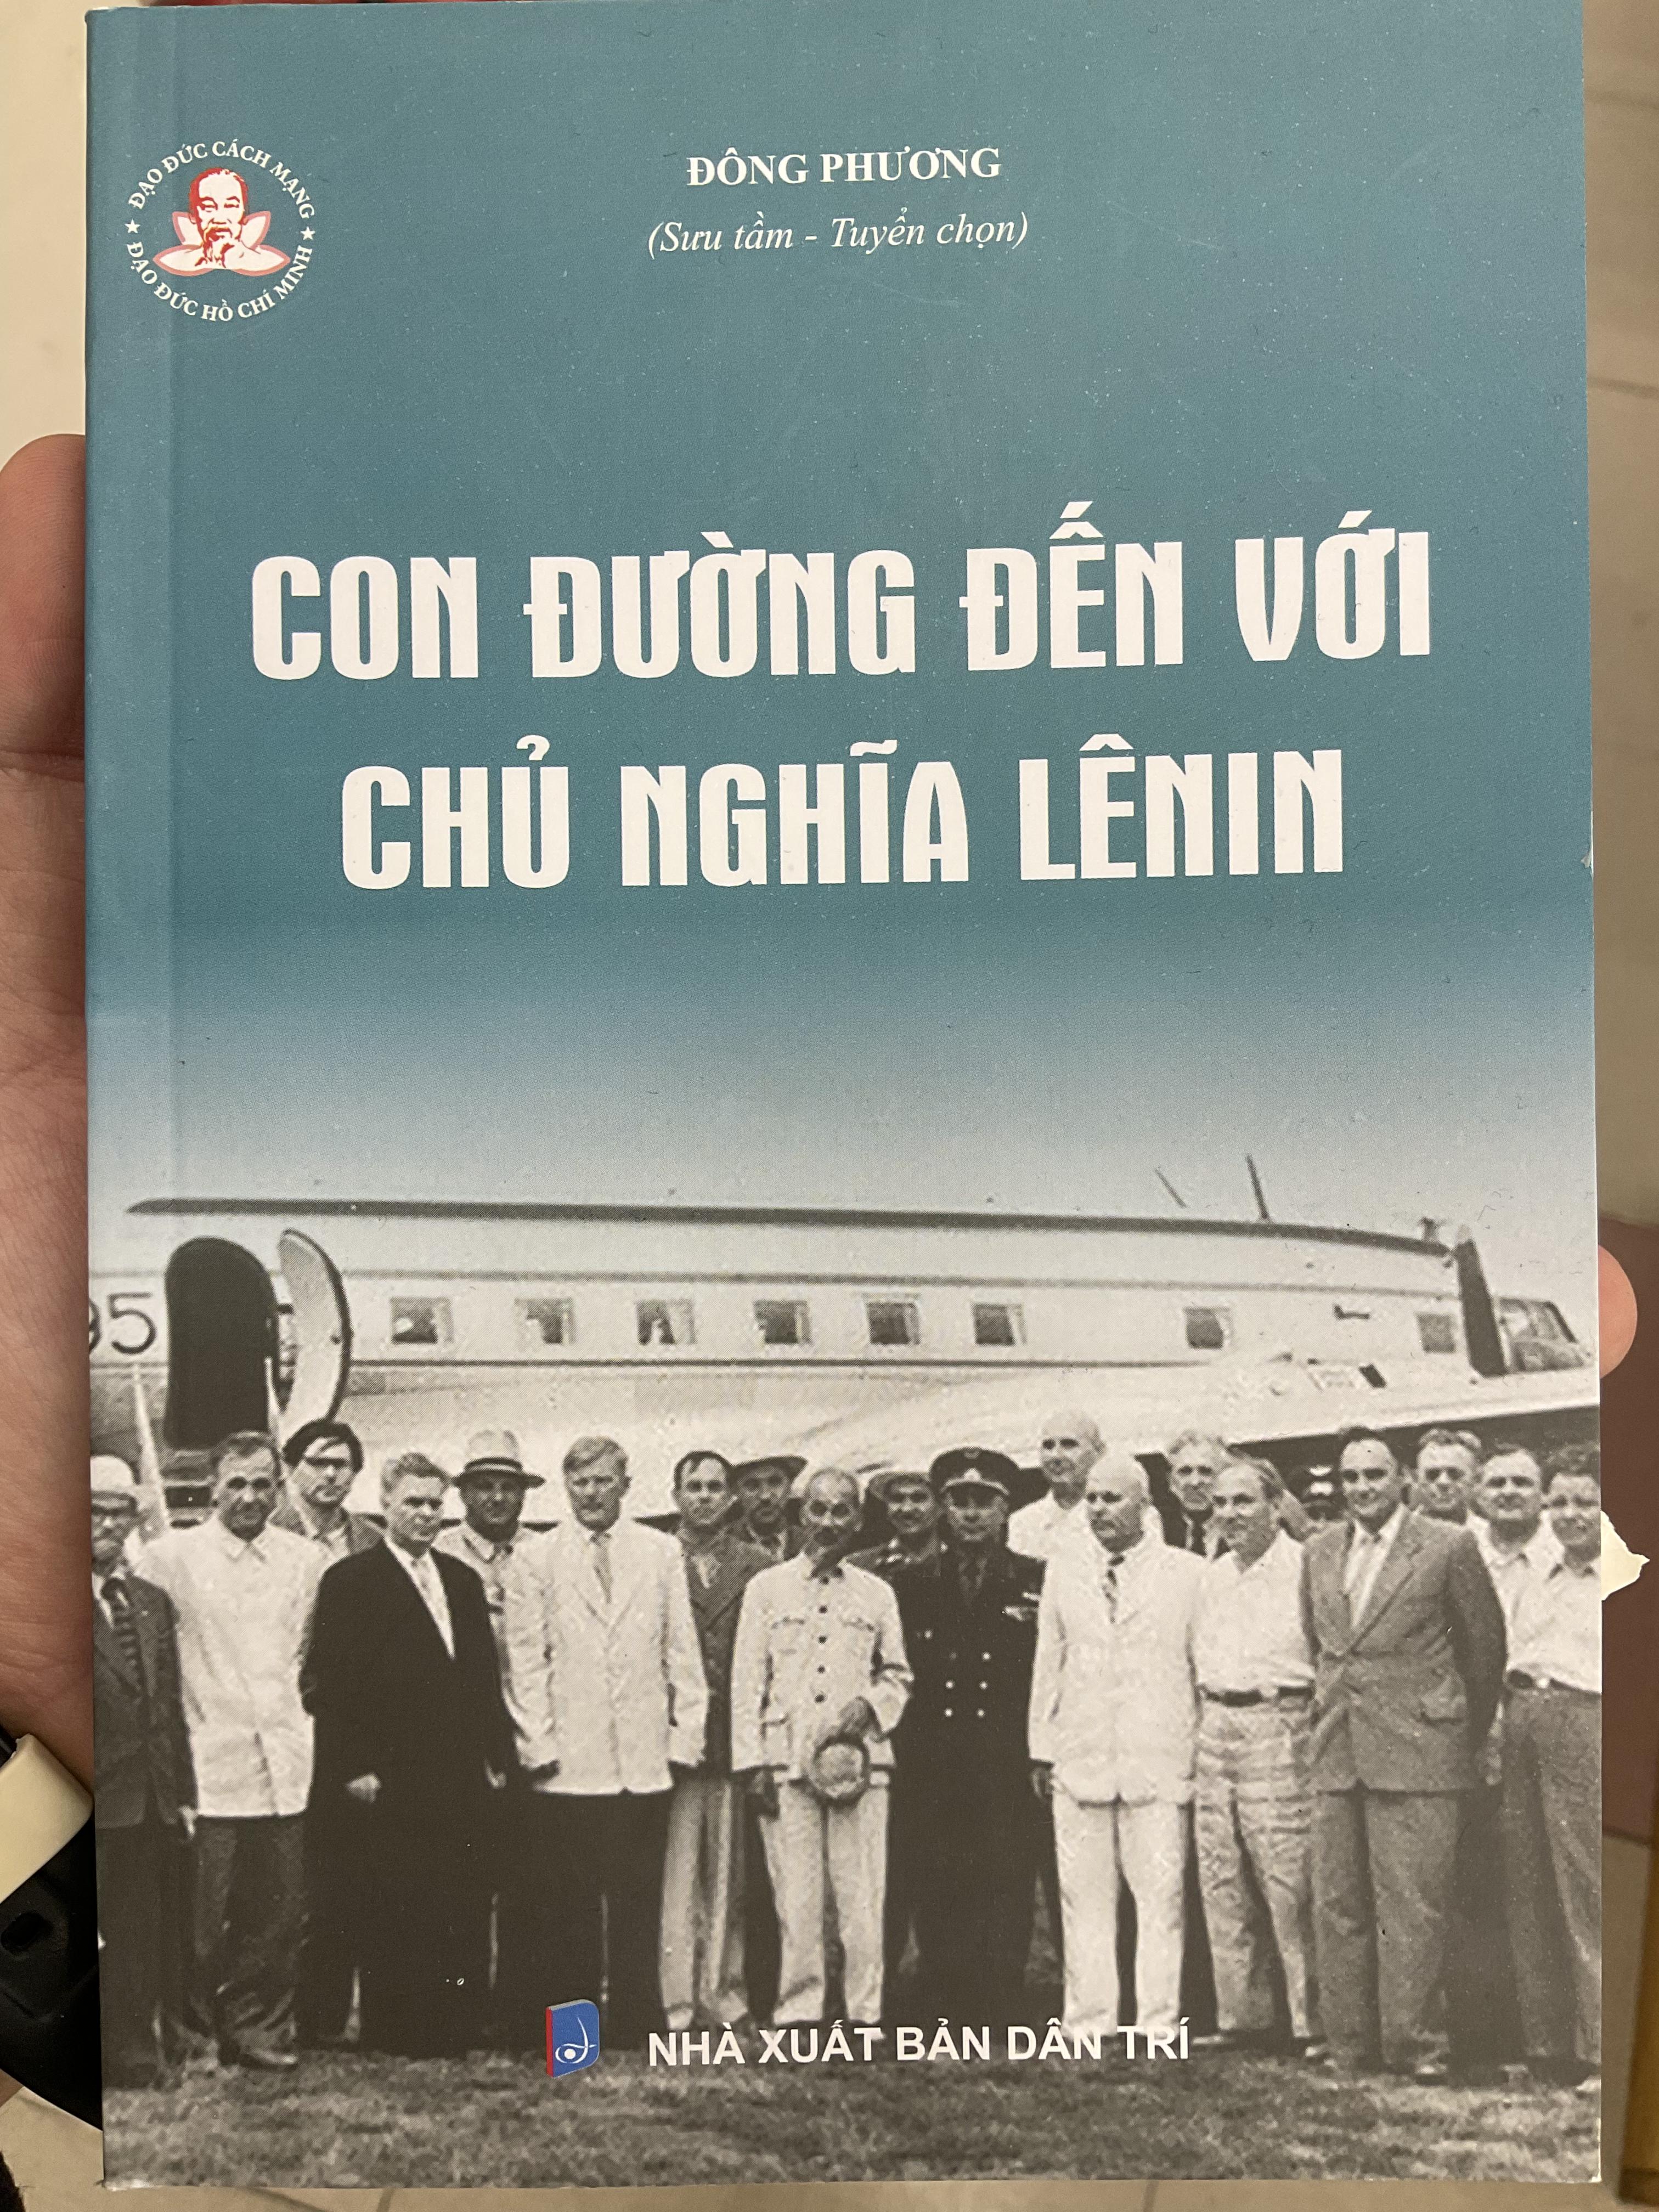 ĐẠO ĐỨC CÁCH MẠNG
★ ĐẠO ĐỨC HỒ CHÍ MINH ★
ĐÔNG PHƯƠNG
(Sưu tầm - Tuyển chọn)
CON ĐƯỜNG ĐẾN VỚI
CHỦ NGHĨA LÊNIN
95
NHÀ XUẤT BẢN DÂN TRÍ